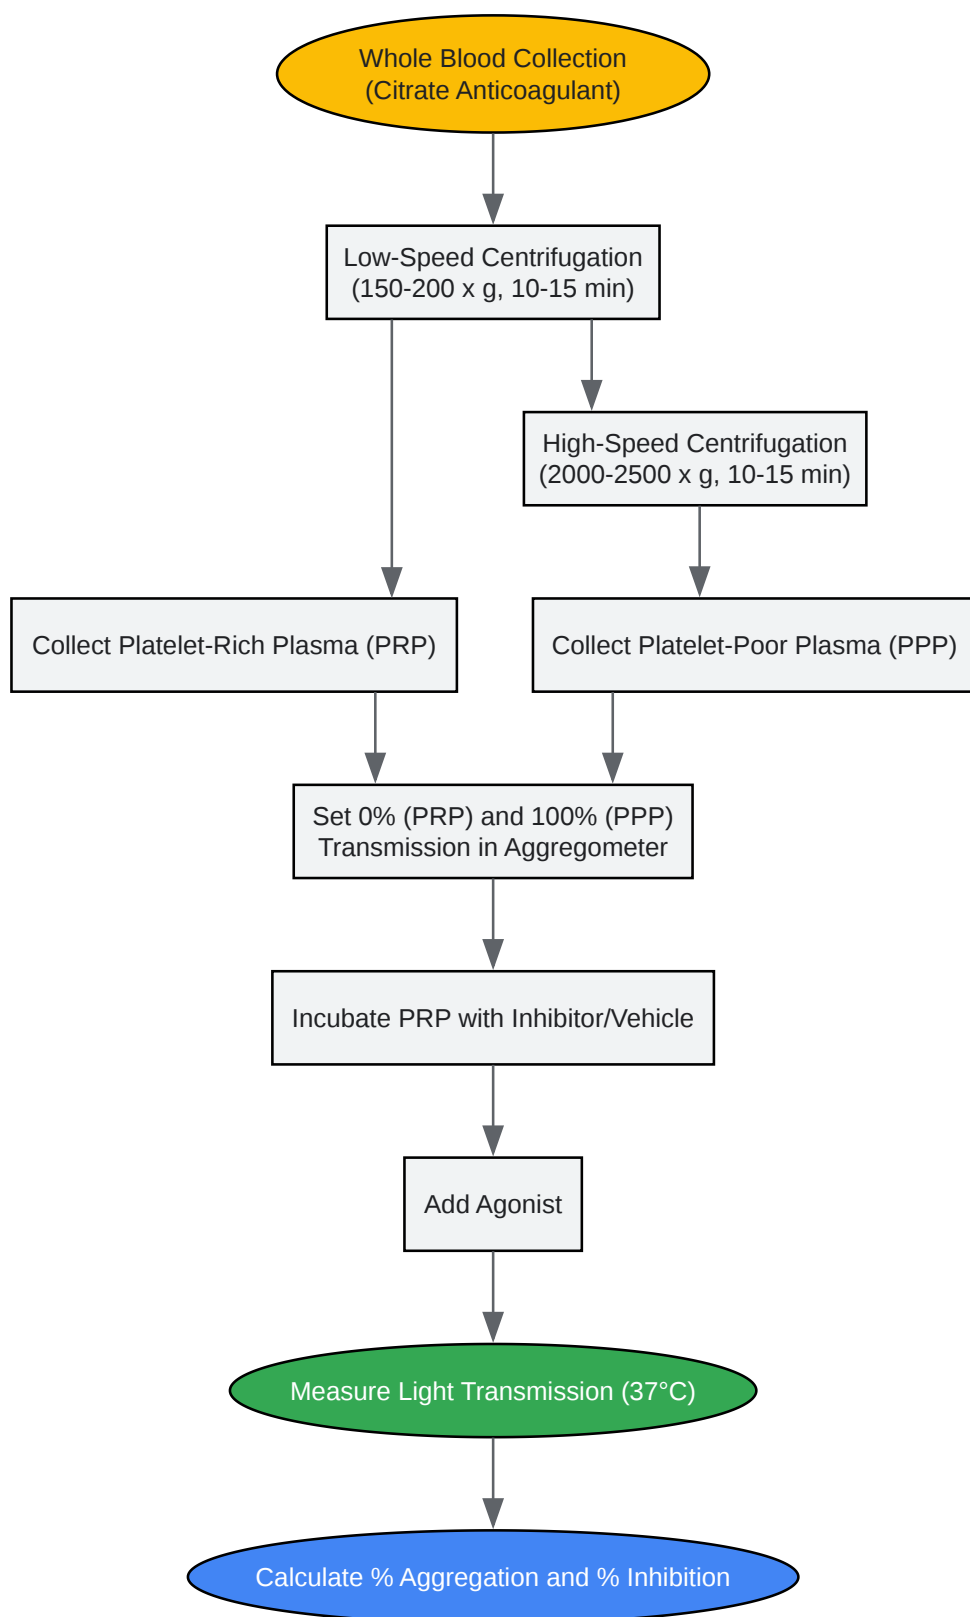 Whole Blood Collection
(Citrate Anticoagulant)
Low-Speed Centrifugation
(150-200 x g, 10-15 min)
High-Speed Centrifugation
(2000-2500 x g, 10-15 min)
Collect Platelet-Rich Plasma (PRP)
Collect Platelet-Poor Plasma (PPP)
Set 0% (PRP) and 100% (PPP)
Transmission in Aggregometer
Incubate PRP with Inhibitor/Vehicle
Add Agonist
Measure Light Transmission (37°C)
Calculate % Aggregation and % Inhibition